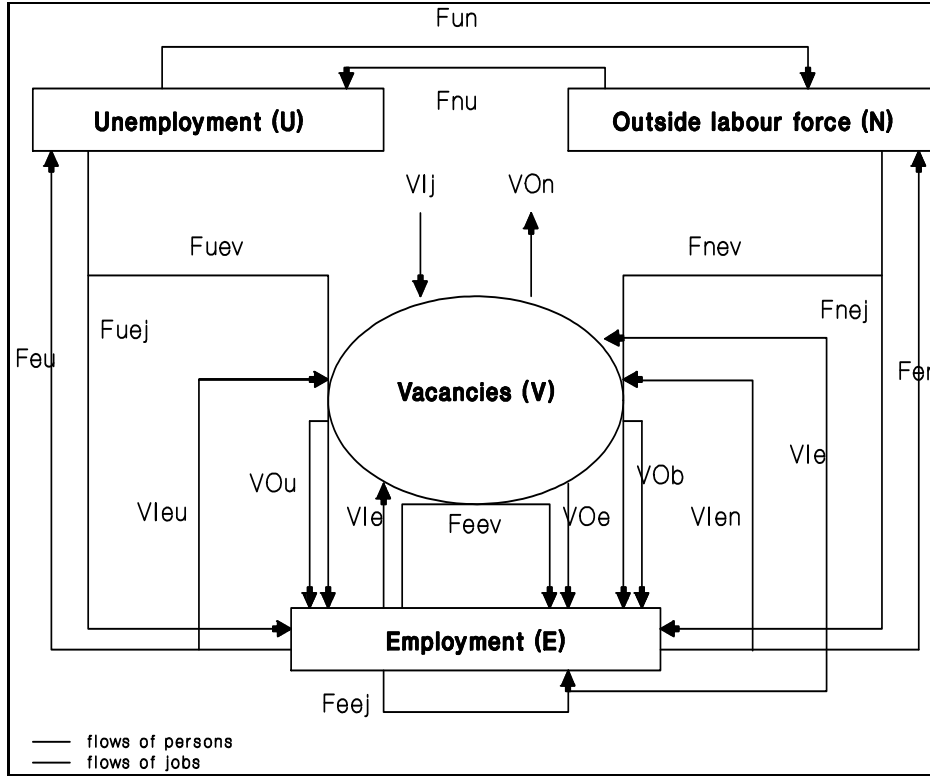 Fun
Fnu
Unemployment (U)
Outside labour force (N)
VIj
VOn
Fuev
Fnev
Fuej
Fnej
Feu
Fen
Vacancies (V)
VIe
VOu
VOb
VIeu
VIe
Feev
VOe
VIen
Employment (E)
Feej
flows of persons
flows of jobs